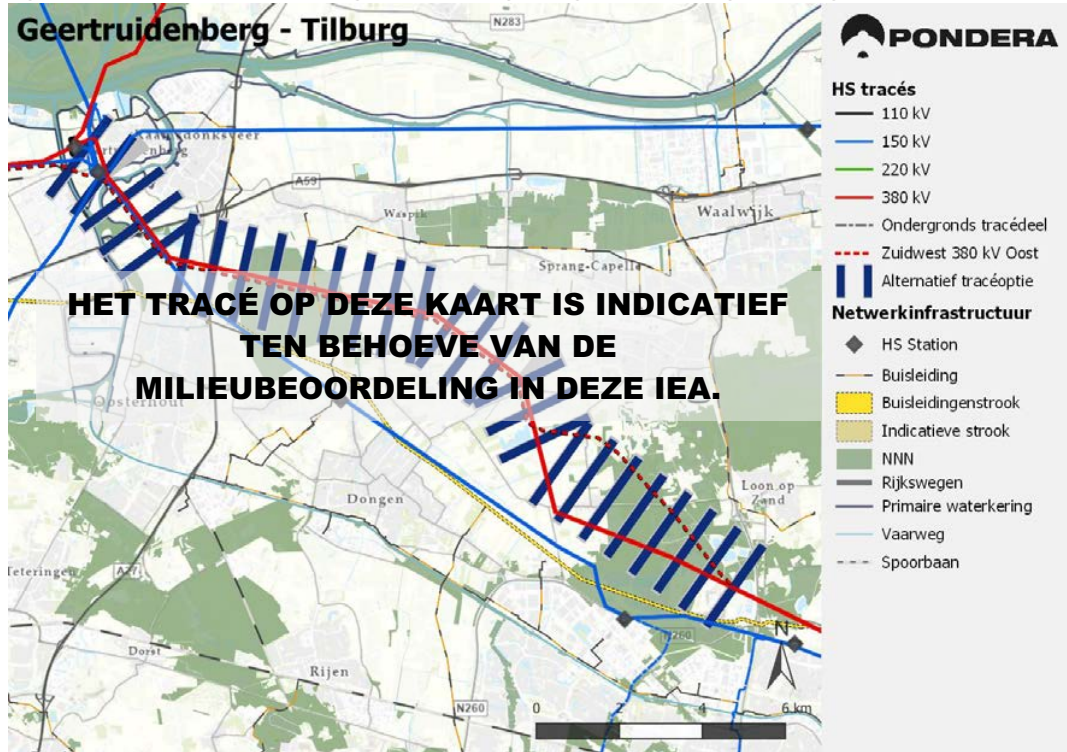 Geertruidenberg - Tilburg
N283
PONDERA
HS tracés
110 kV
150 kV
220 kV
380 kV
Ondergronds tracédeel
Zuidwest 380 kV Oost
Alternatief tracéoptie
Netwerkinfrastructuur
HS Station
Buisleiding
Buisleidingenstrook
Indicatieve strook
NNN
Rijkswegen
Primaire waterkering
Vaarweg
Spoorbaan
A59
Waspik
Waalwijk
Sprang-Capelle
HET TRACÉ OP DEZE KAART IS INDICATIEF
TEN BEHOEVE VAN DE
MILIEUBEOORDELING IN DEZE IEA.
Oosterhout
Dongen
Loon op
Zand
Teteringen
A27
Dorst
Rijen
N260
N260
N
0 2 4 6 km